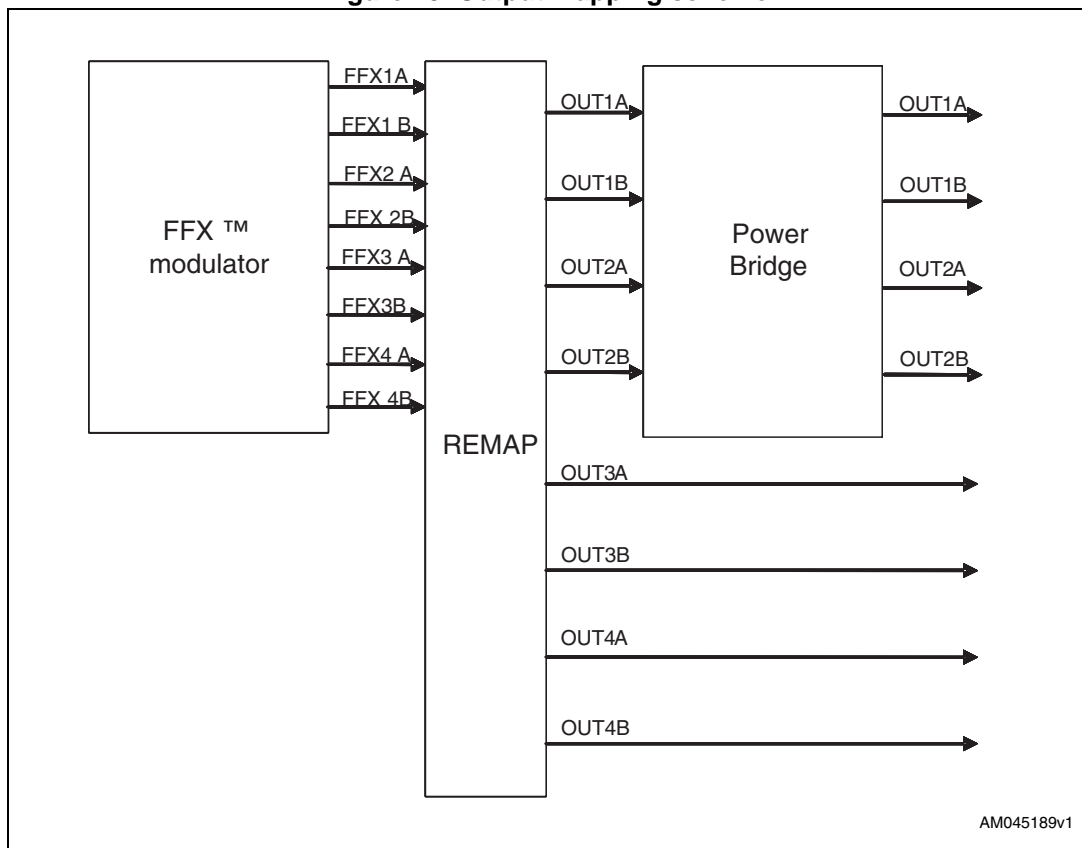 FFX ™
modulator
FFX1A
FFX1 B
FFX2 A
FFX 2B
FFX3 A
FFX3B
FFX4 A
FFX 4B
REMAP
OUT1A
OUT1B
OUT2A
OUT2B
OUT3A
OUT3B
OUT4A
OUT4B
Power
Bridge
OUT1A
OUT1B
OUT2A
OUT2B
AM045189v1